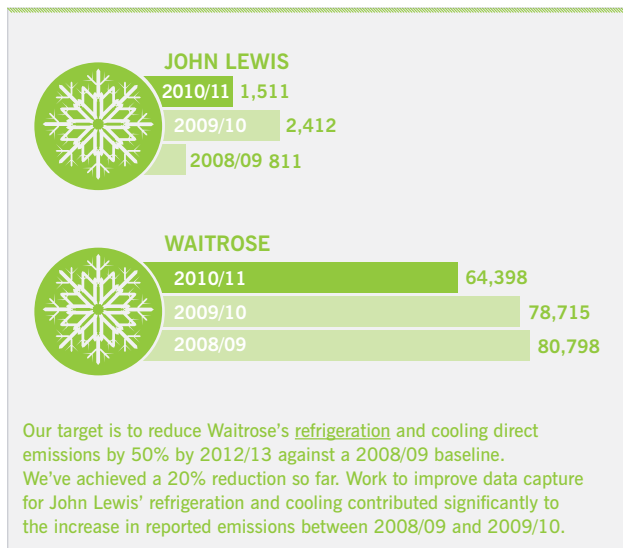 JOHN LEWIS
2010/11 1,511
2009/10 2,412
2008/09 811
WAITROSE
2010/11 64,398
2009/10 78,715
2008/09 80,798
Our target is to reduce Waitrose's refrigeration and cooling direct
emissions by 50% by 2012/13 against a 2008/09 baseline.
We've achieved a 20% reduction so far. Work to improve data capture
for John Lewis' refrigeration and cooling contributed significantly to
the increase in reported emissions between 2008/09 and 2009/10.